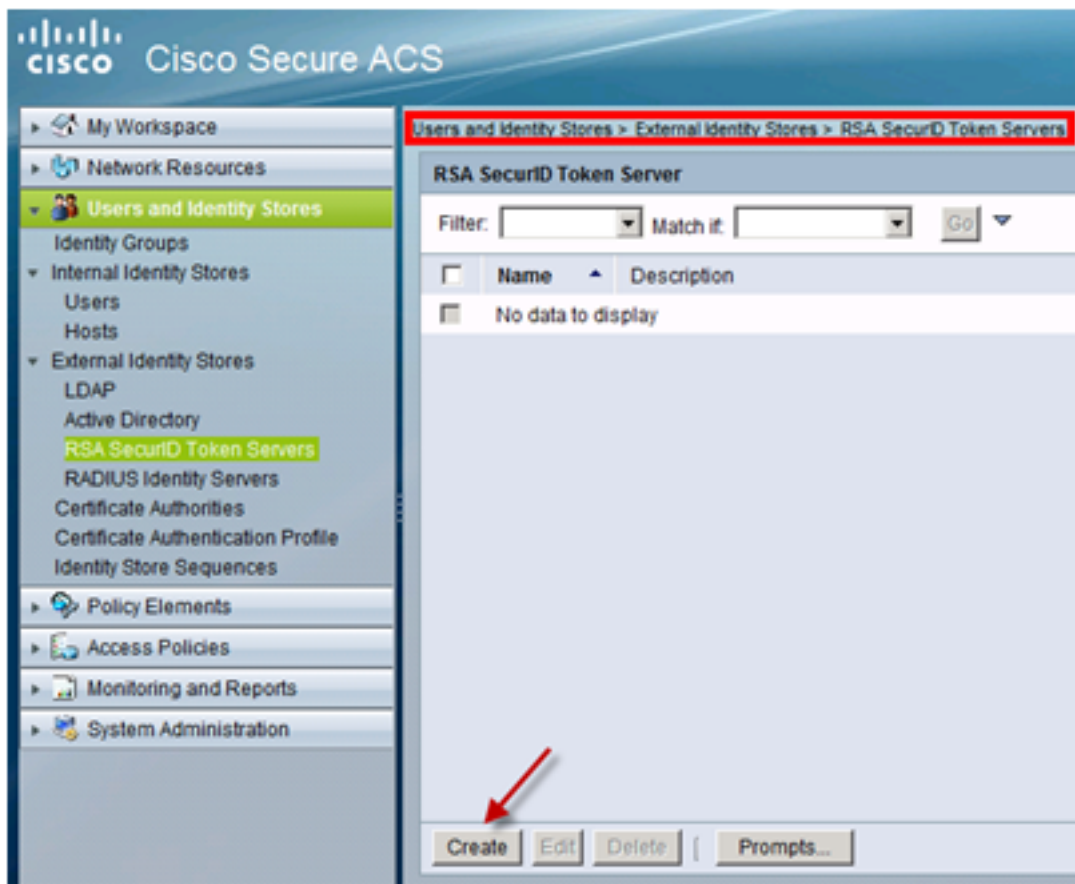 CISCO Cisco Secure ACS
My Workspace
Network Resources
Users and Identity Stores
Identity Groups
Internal Identity Stores
Users
Hosts
External Identity Stores
LDAP
Active Directory
RSA SecurID Token Servers
RADIUS Identity Servers
Certificate Authorities
Certificate Authentication Profile
Identity Store Sequences
Policy Elements
Access Policies
Monitoring and Reports
System Administration
Users and Identity Stores > External Identity Stores > RSA SecurID Token Servers
RSA SecurID Token Server
Filter: Match if: Go
Name Description
No data to display
Create Edit Delete | Prompts...